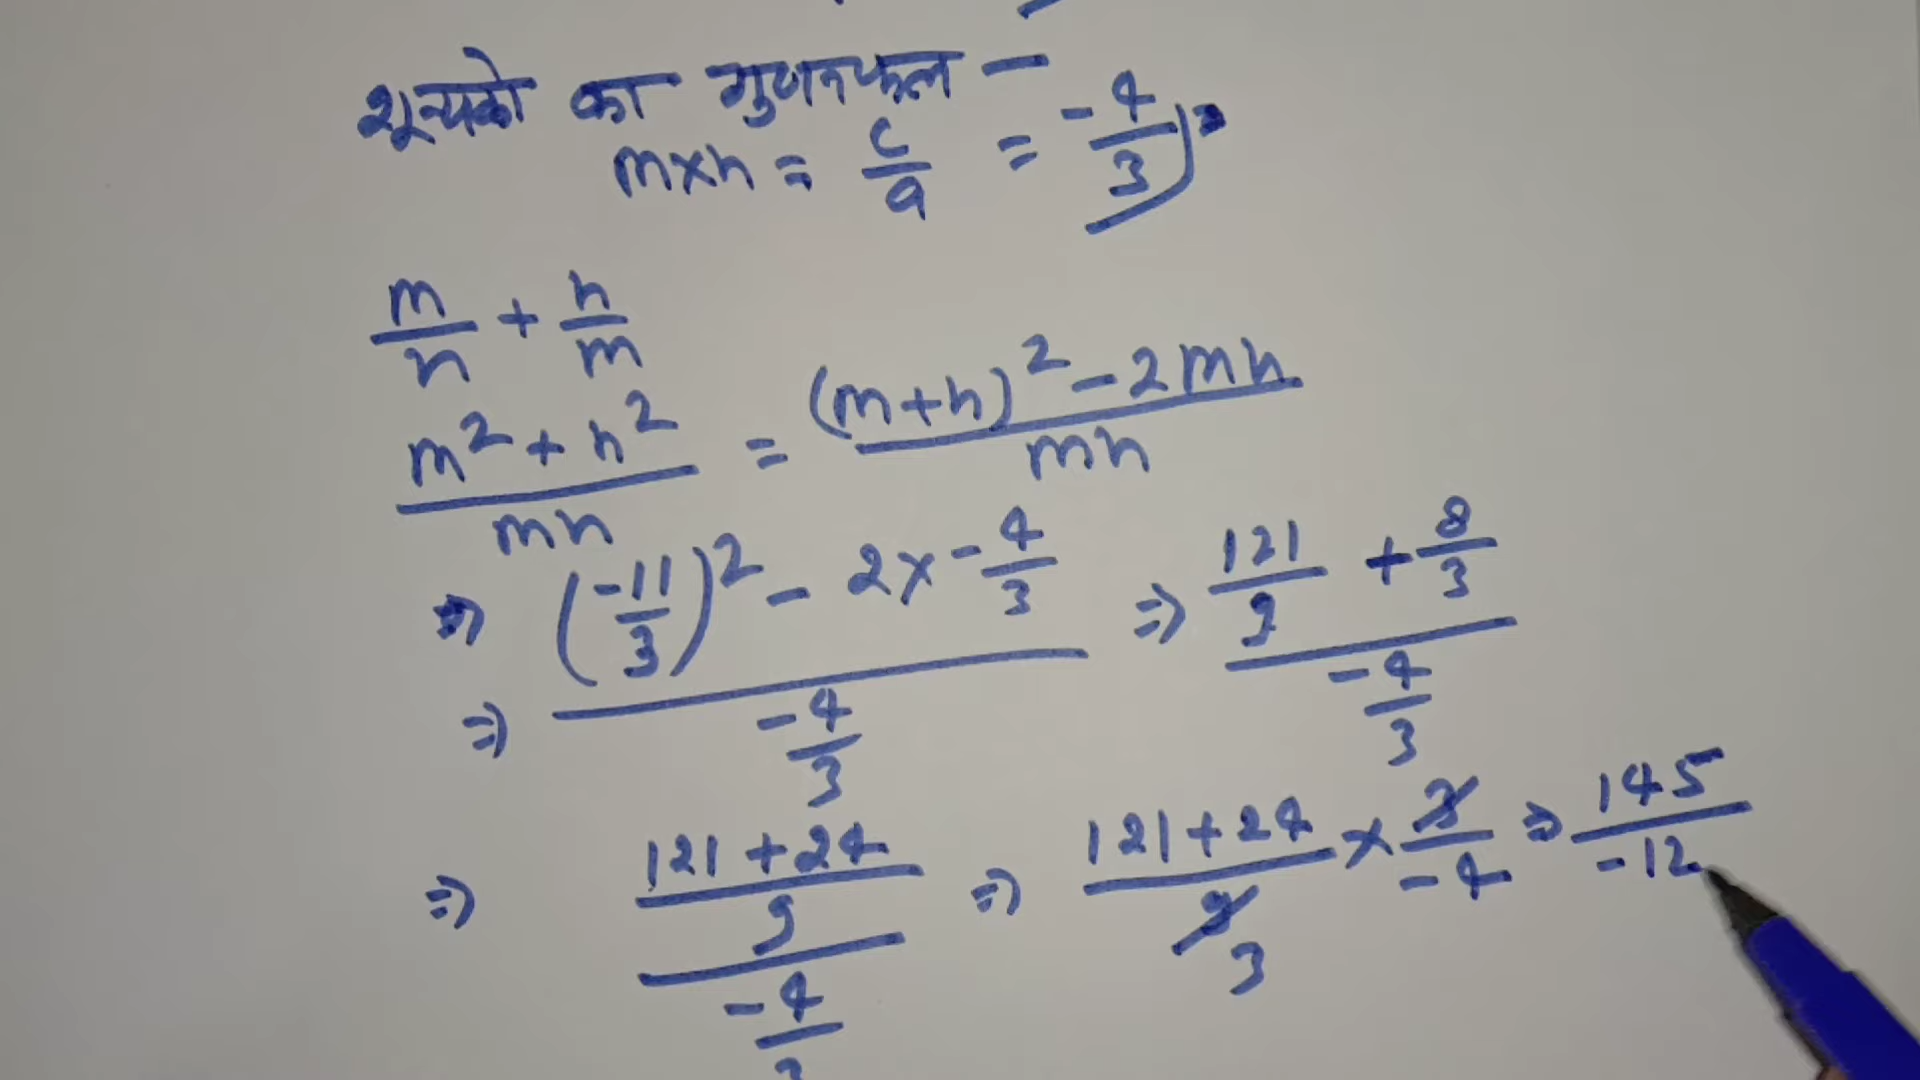 शून्यको का गुणनफल —
m×n = c/a = -4/3
m/n + n/m
(m² + n²)/mn = ((m+n)² - 2mn)/mn
⇒ ((-11/3)² - 2× -4/3)/(-4/3) ⇒ (121/9 + 8/3)/(-4/3)
⇒
⇒ ((121+24)/9)/(-4/3) ⇒ (121+24)/9 × 3/-4 ⇒ 145/-12
3